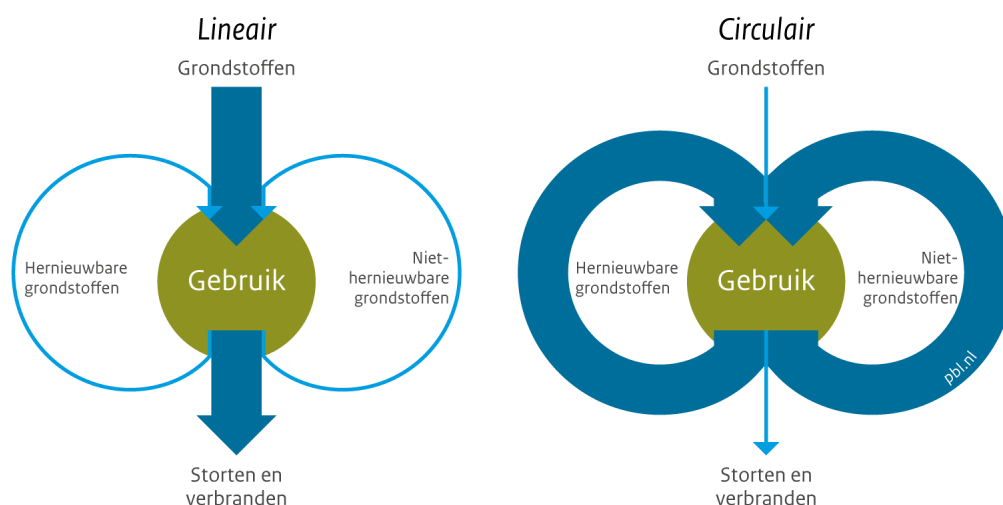 Lineair
Grondstoffen
Hernieuwbare
grondstoffen
Gebruik
Niet-
hernieuwbare
grondstoffen
Storten en
verbranden
Circulair
Grondstoffen
Hernieuwbare
grondstoffen
Gebruik
Niet-
hernieuwbare
grondstoffen
pbl.nl
Storten en
verbranden